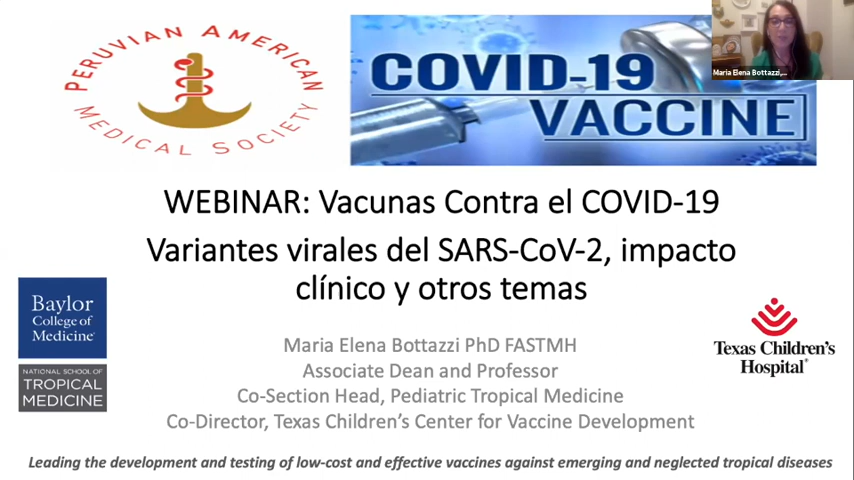 PERUVIAN AMERICAN
MEDICAL SOCIETY
COVID-19
VACCINE
Maria Elena Bottazzi,...
WEBINAR: Vacunas Contra el COVID-19
Variantes virales del SARS-CoV-2, impacto
clínico y otros temas
Baylor
College of
Medicine
NATIONAL SCHOOL OF
TROPICAL
MEDICINE
Maria Elena Bottazzi PhD FASTMH
Associate Dean and Professor
Co-Section Head, Pediatric Tropical Medicine
Co-Director, Texas Children's Center for Vaccine Development
Texas Children's
Hospital®
Leading the development and testing of low-cost and effective vaccines against emerging and neglected tropical diseases